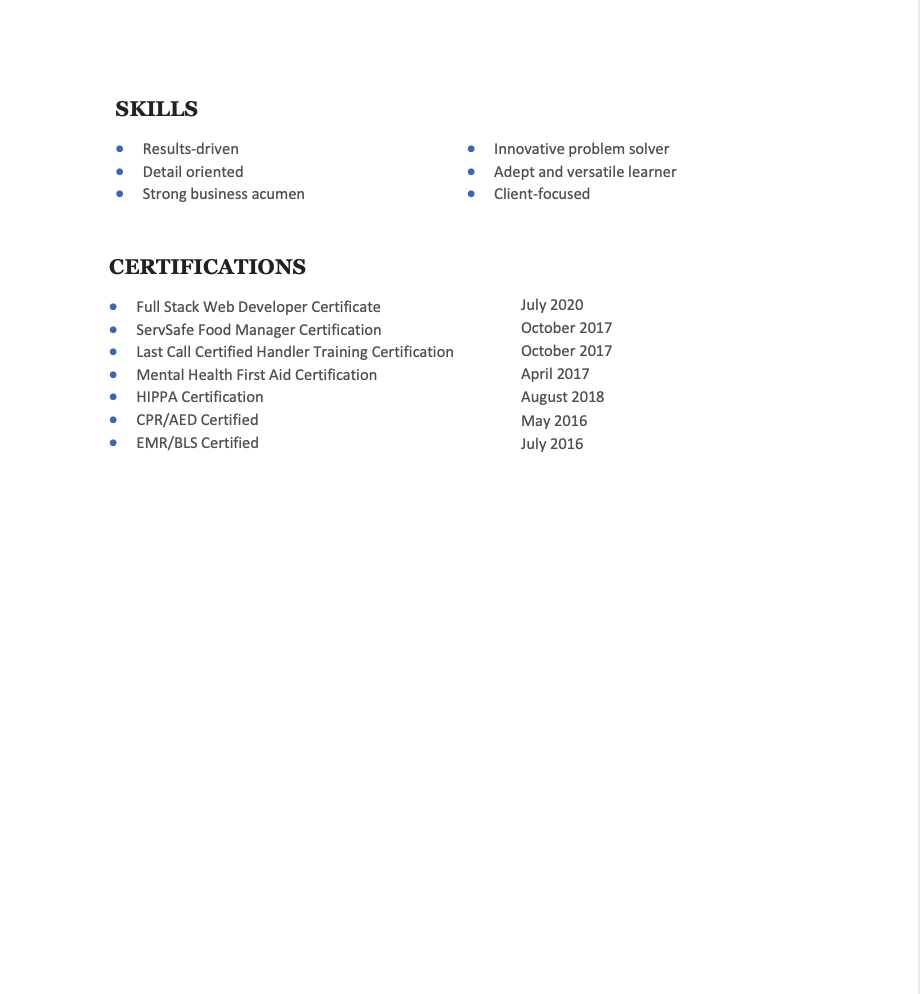 SKILLS
Results-driven
Detail oriented
Strong business acumen
Innovative problem solver
Adept and versatile learner
Client-focused
CERTIFICATIONS
Full Stack Web Developer Certificate July 2020
ServSafe Food Manager Certification October 2017
Last Call Certified Handler Training Certification October 2017
Mental Health First Aid Certification April 2017
HIPPA Certification August 2018
CPR/AED Certified May 2016
EMR/BLS Certified July 2016